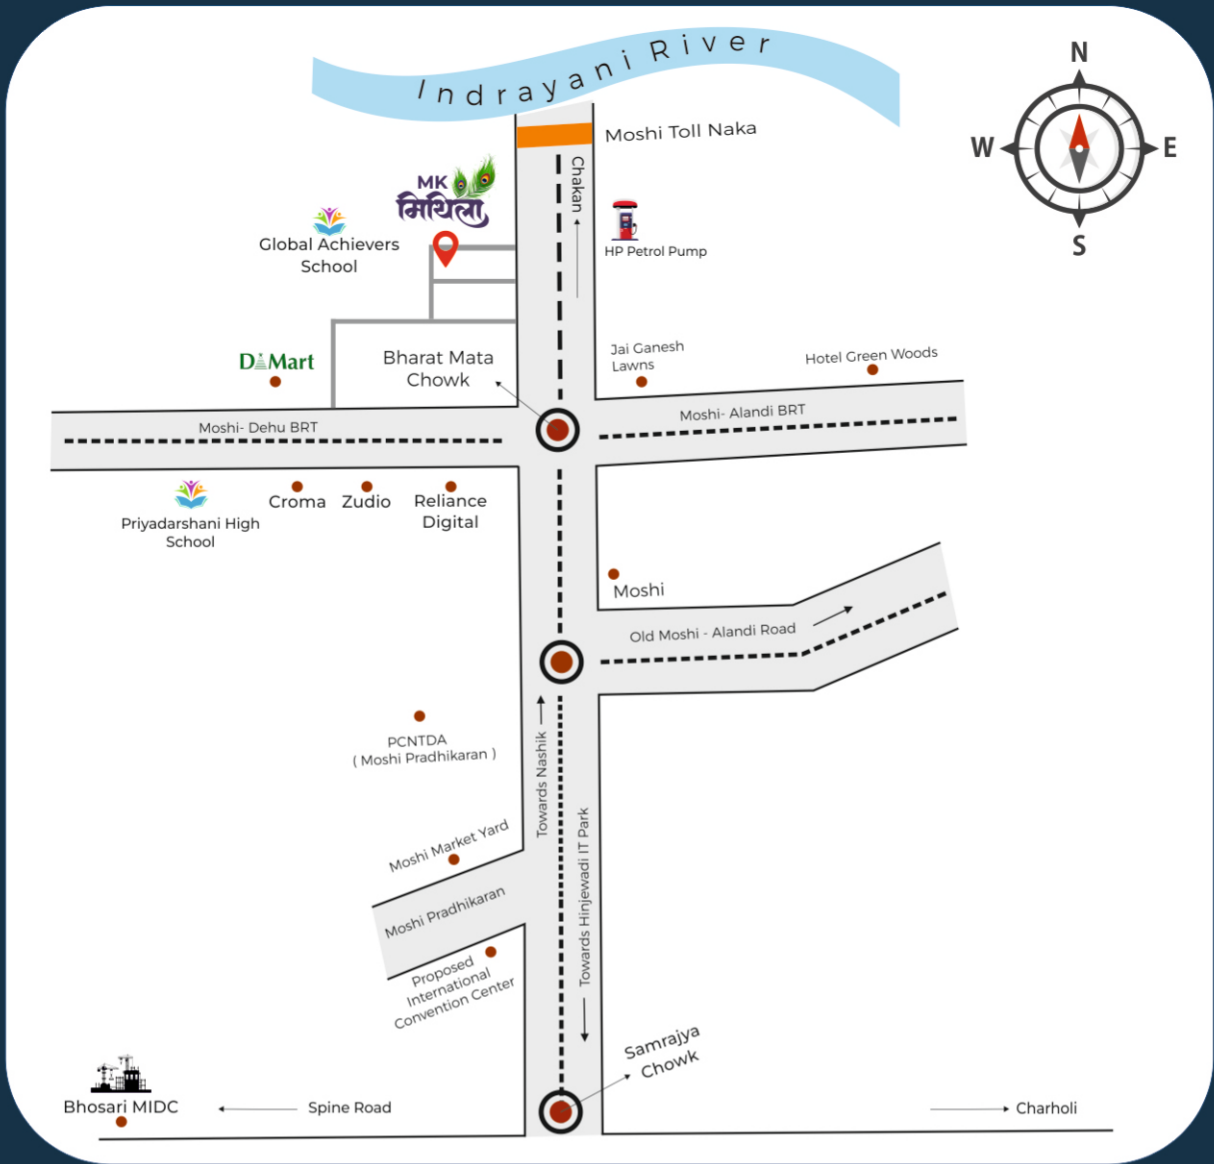 Indrayani River
N
W
E
S
Moshi Toll Naka
Chakan
MK
मिथिला
Global Achievers
School
HP Petrol Pump
D Mart
Bharat Mata
Chowk
Jai Ganesh
Lawns
Hotel Green Woods
Moshi- Dehu BRT
Moshi- Alandi BRT
Priyadarshani High
School
Croma
Zudio
Reliance
Digital
Moshi
Old Moshi - Alandi Road
PCNTDA
( Moshi Pradhikaran )
Towards Nashik
Towards Hinjewadi IT Park
Moshi Market Yard
Moshi Pradhikaran
Proposed
International
Convention Center
Samrajya
Chowk
Bhosari MIDC
Spine Road
Charholi